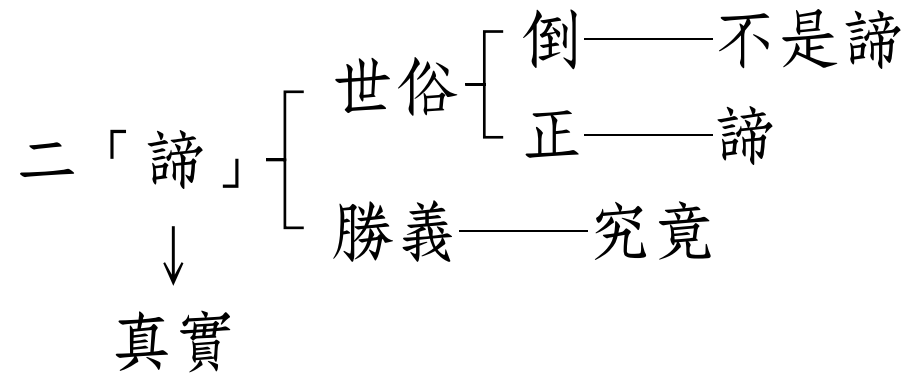 倒 不是諦
世俗
正 諦
二「諦」
勝義 究竟
真實